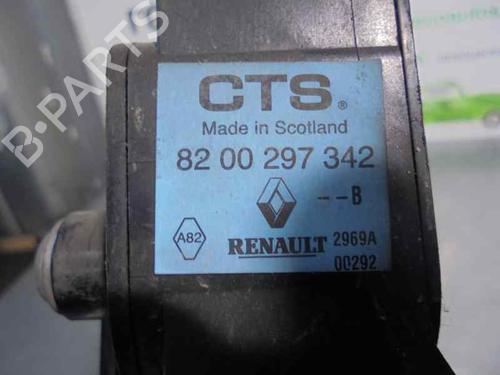 CTS®
Made in Scotland
82 00 297 342
--B
A82
RENAULT 2969A
00292
B-PARTS